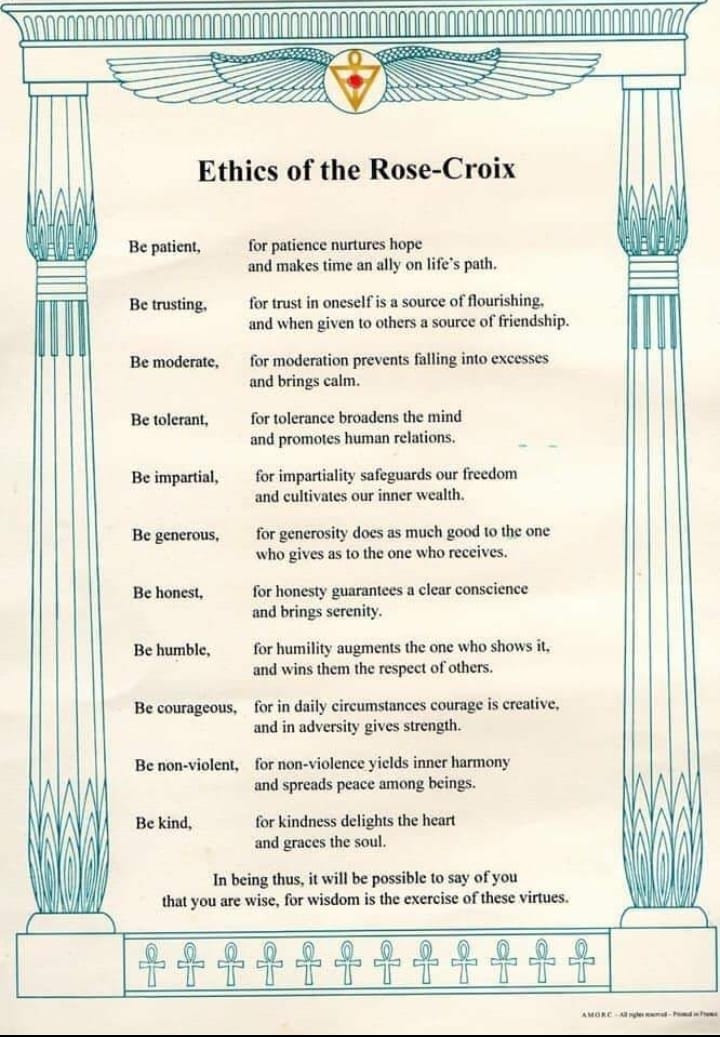 Ethics of the Rose-Croix
Be patient, for patience nurtures hope
and makes time an ally on life's path.
Be trusting, for trust in oneself is a source of flourishing,
and when given to others a source of friendship.
Be moderate, for moderation prevents falling into excesses
and brings calm.
Be tolerant, for tolerance broadens the mind
and promotes human relations.
Be impartial, for impartiality safeguards our freedom
and cultivates our inner wealth.
Be generous, for generosity does as much good to the one
who gives as to the one who receives.
Be honest, for honesty guarantees a clear conscience
and brings serenity.
Be humble, for humility augments the one who shows it,
and wins them the respect of others.
Be courageous, for in daily circumstances courage is creative,
and in adversity gives strength.
Be non-violent, for non-violence yields inner harmony
and spreads peace among beings.
Be kind, for kindness delights the heart
and graces the soul.
In being thus, it will be possible to say of you
that you are wise, for wisdom is the exercise of these virtues.
AMORC - All rights reserved - Printed in France